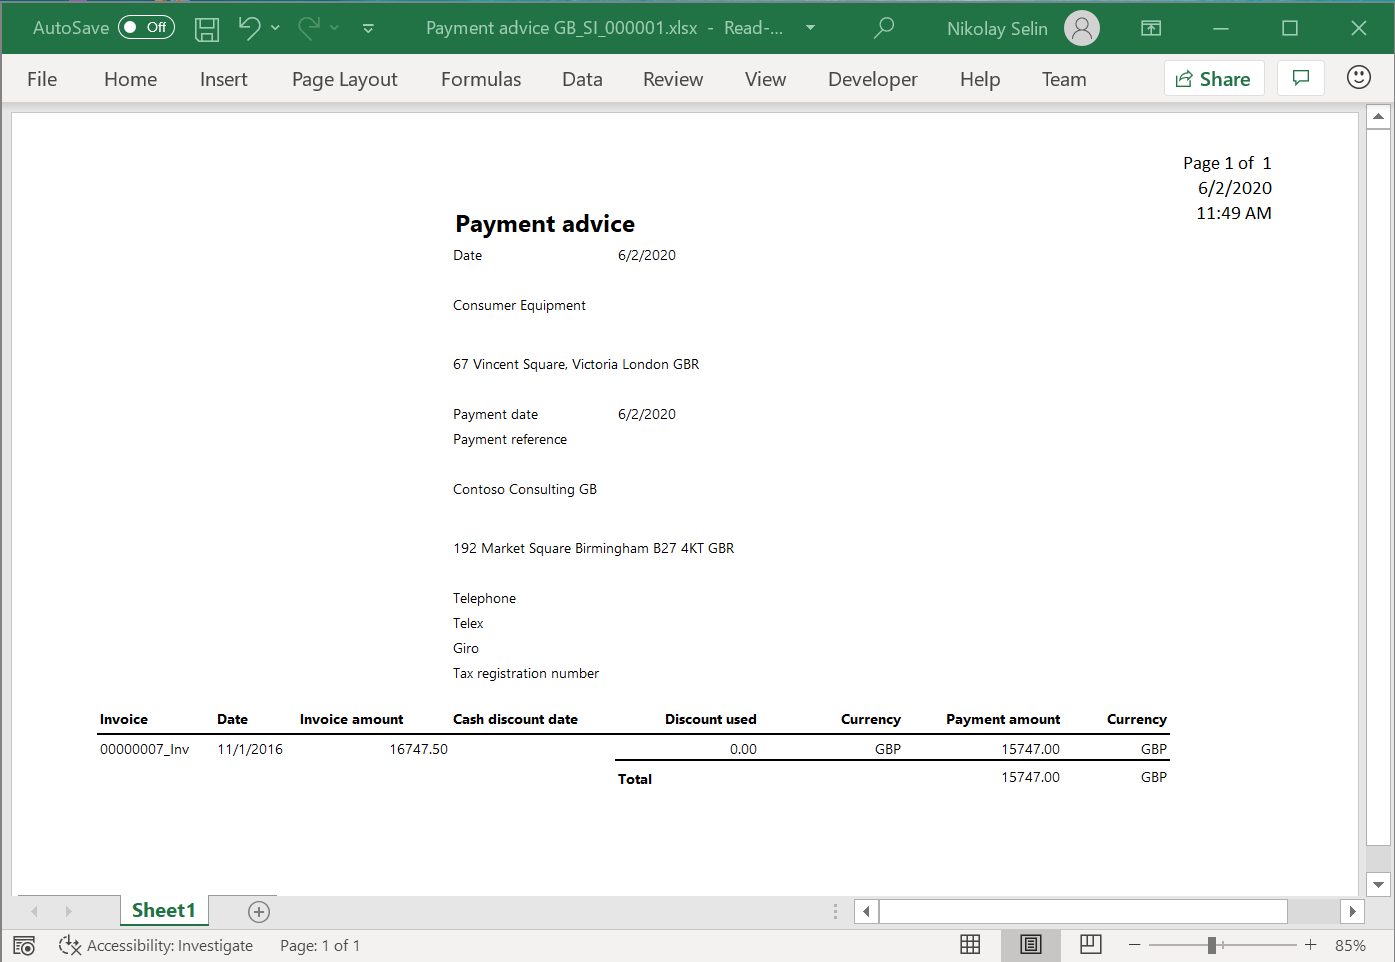 AutoSave Off Payment advice GB_SI_000001.xlsx - Read-... Nikolay Selin
File Home Insert Page Layout Formulas Data Review View Developer Help Team Share
Page 1 of 1
6/2/2020
11:49 AM
Payment advice
Date 6/2/2020
Consumer Equipment
67 Vincent Square, Victoria London GBR
Payment date 6/2/2020
Payment reference
Contoso Consulting GB
192 Market Square Birmingham B27 4KT GBR
Telephone
Telex
Giro
Tax registration number
Invoice Date Invoice amount Cash discount date Discount used Currency Payment amount Currency
00000007_Inv 11/1/2016 16747.50 0.00 GBP 15747.00 GBP
Total 15747.00 GBP
Sheet1
Accessibility: Investigate Page: 1 of 1 85%